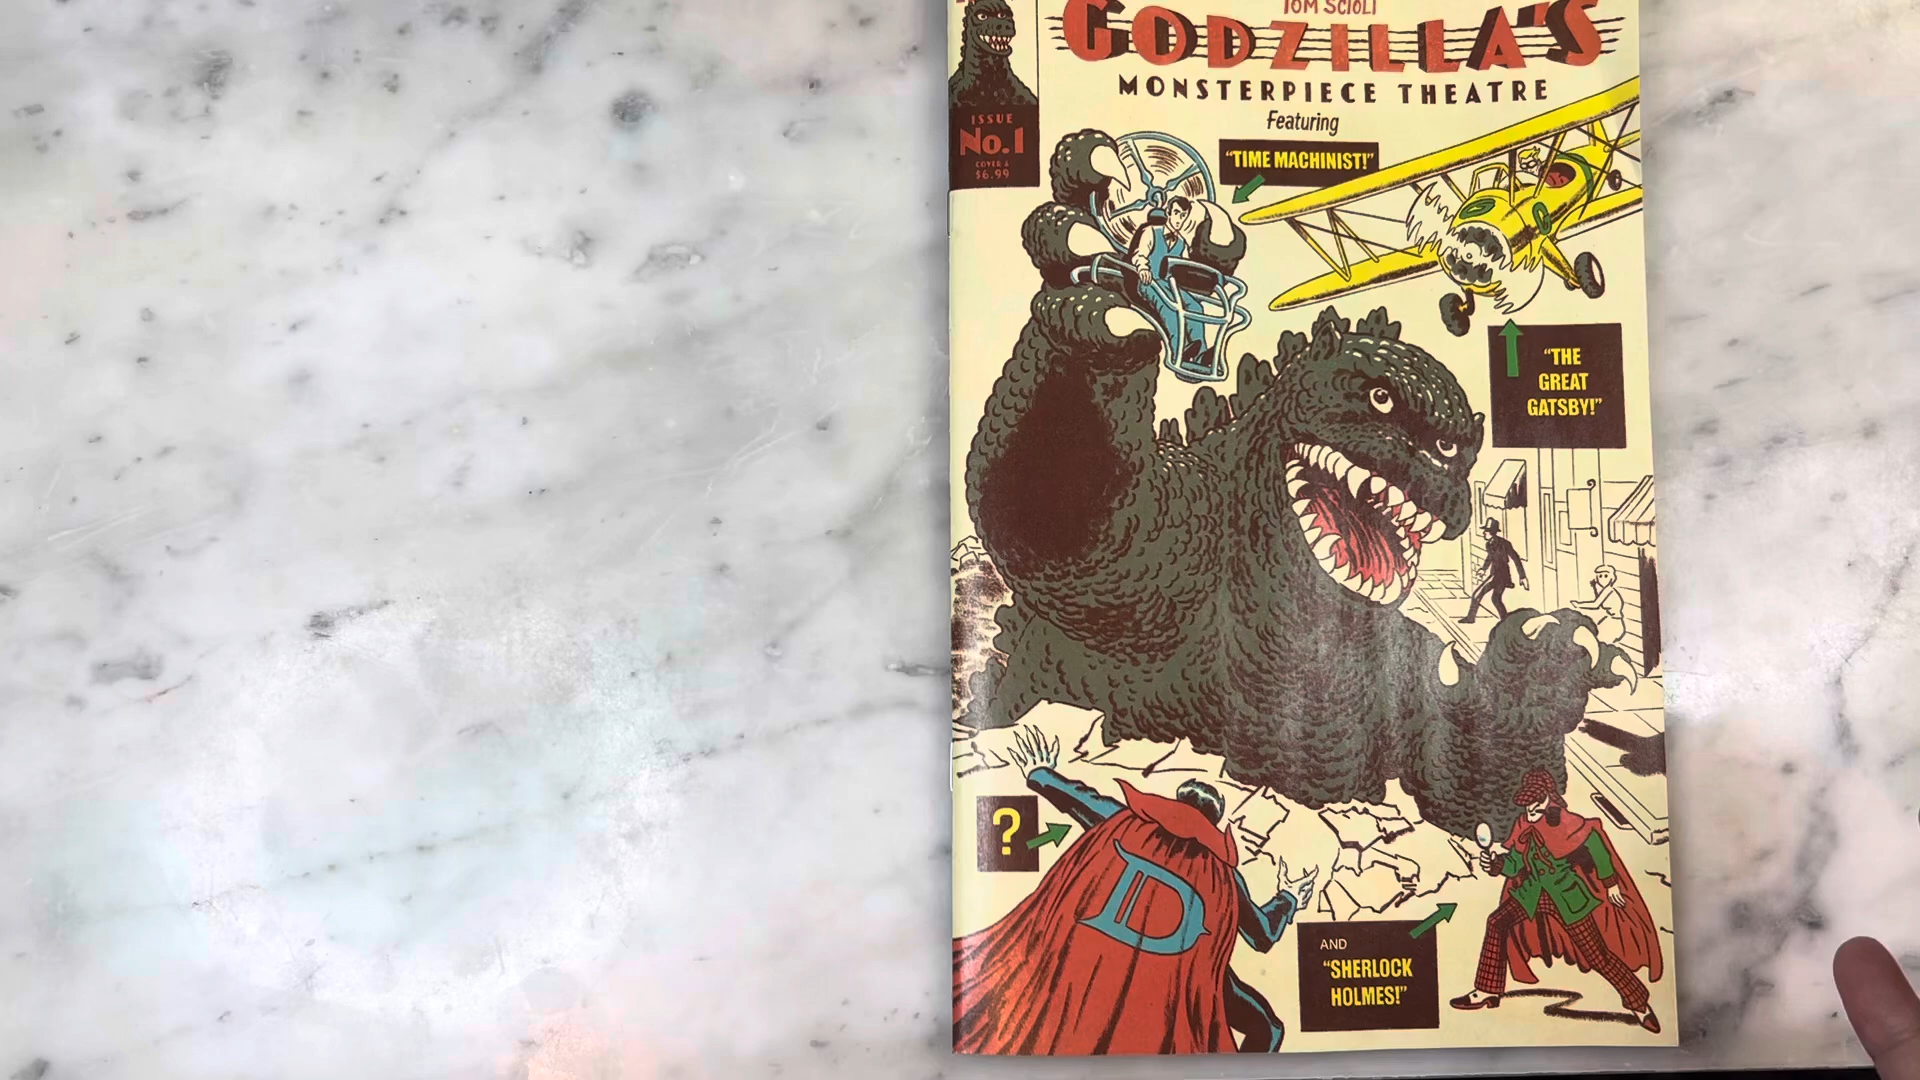 TOM SCIOLI
GODZILLA'S
MONSTERPIECE THEATRE
Featuring
ISSUE
No.1
COVER A
$6.99
"TIME MACHINIST!"
"THE
GREAT
GATSBY!"
?
D
AND
"SHERLOCK
HOLMES!"